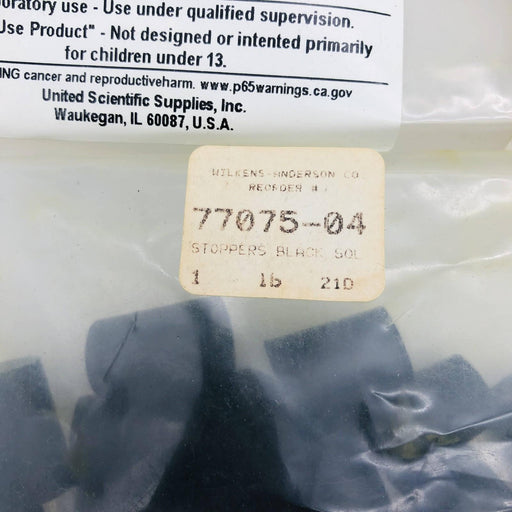 oratory use - Use under qualified supervision.
Use Product" - Not designed or intented primarily
for children under 13.
NG cancer and reproductiveharm. www.p65warnings.ca.gov
United Scientific Supplies, Inc.
Waukegan, IL 60087, U.S.A.
WILKENS-ANDERSON CO
REORDER #
77075-04
STOPPERS BLACK SOL
1 lb 210